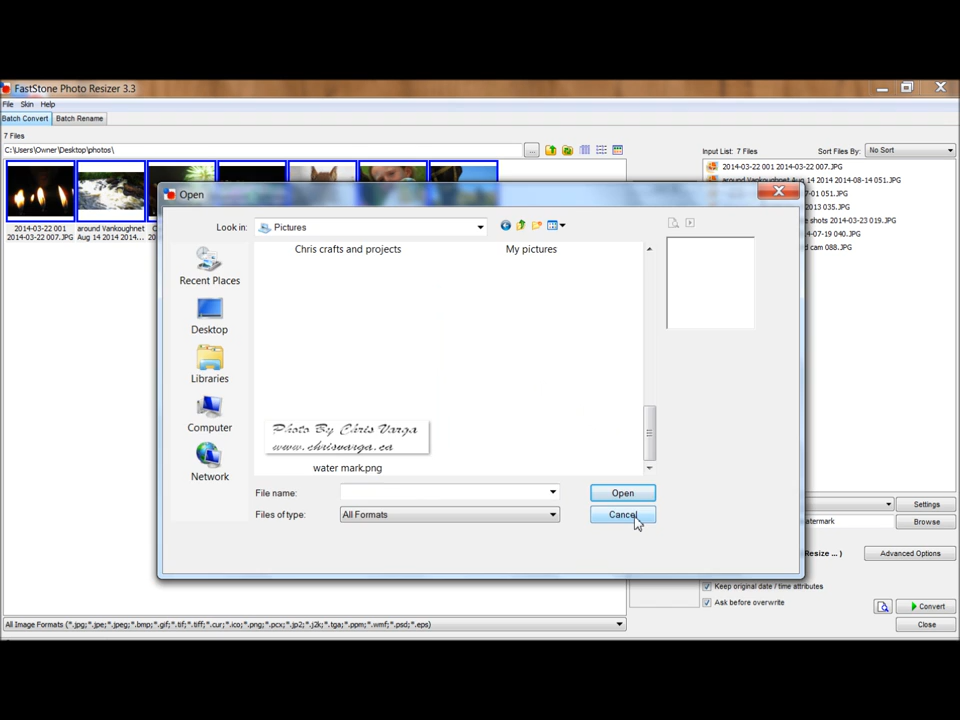 FastStone Photo Resizer 3.3
File Skin Help
Batch Convert Batch Rename
7 Files
C:\Users\Owner\Desktop\photos\
...
Input List: 7 Files
Sort Files By:
No Sort
2014-03-22 001 2014-03-22 007.JPG
around Vankoughnet Aug 14 2014 2014-08-14 051.JPG
-01 051.JPG
2013 035.JPG
e shots 2014-03-23 019.JPG
-07-19 040.JPG
d cam 088.JPG
2014-03-22 001
2014-03-22 007.JPG
around Vankoughnet
Aug 14 2014 2014...
Open
Look in:
Pictures
Recent Places
Desktop
Libraries
Computer
Network
Chris crafts and projects
My pictures
Photo By Chris Varga
www.chrisvarga.ca
water mark.png
File name:
Open
Files of type:
All Formats
Cancel
Settings
atermark
Browse
Resize ... )
Advanced Options
Keep original date / time attributes
Ask before overwrite
Convert
Close
All Image Formats (*.jpg;*.jpe;*.jpeg;*.bmp;*.gif;*.tif;*.tiff;*.cur;*.ico;*.png;*.pcx;*.jp2;*.j2k;*.tga;*.ppm;*.wmf;*.psd;*.eps)